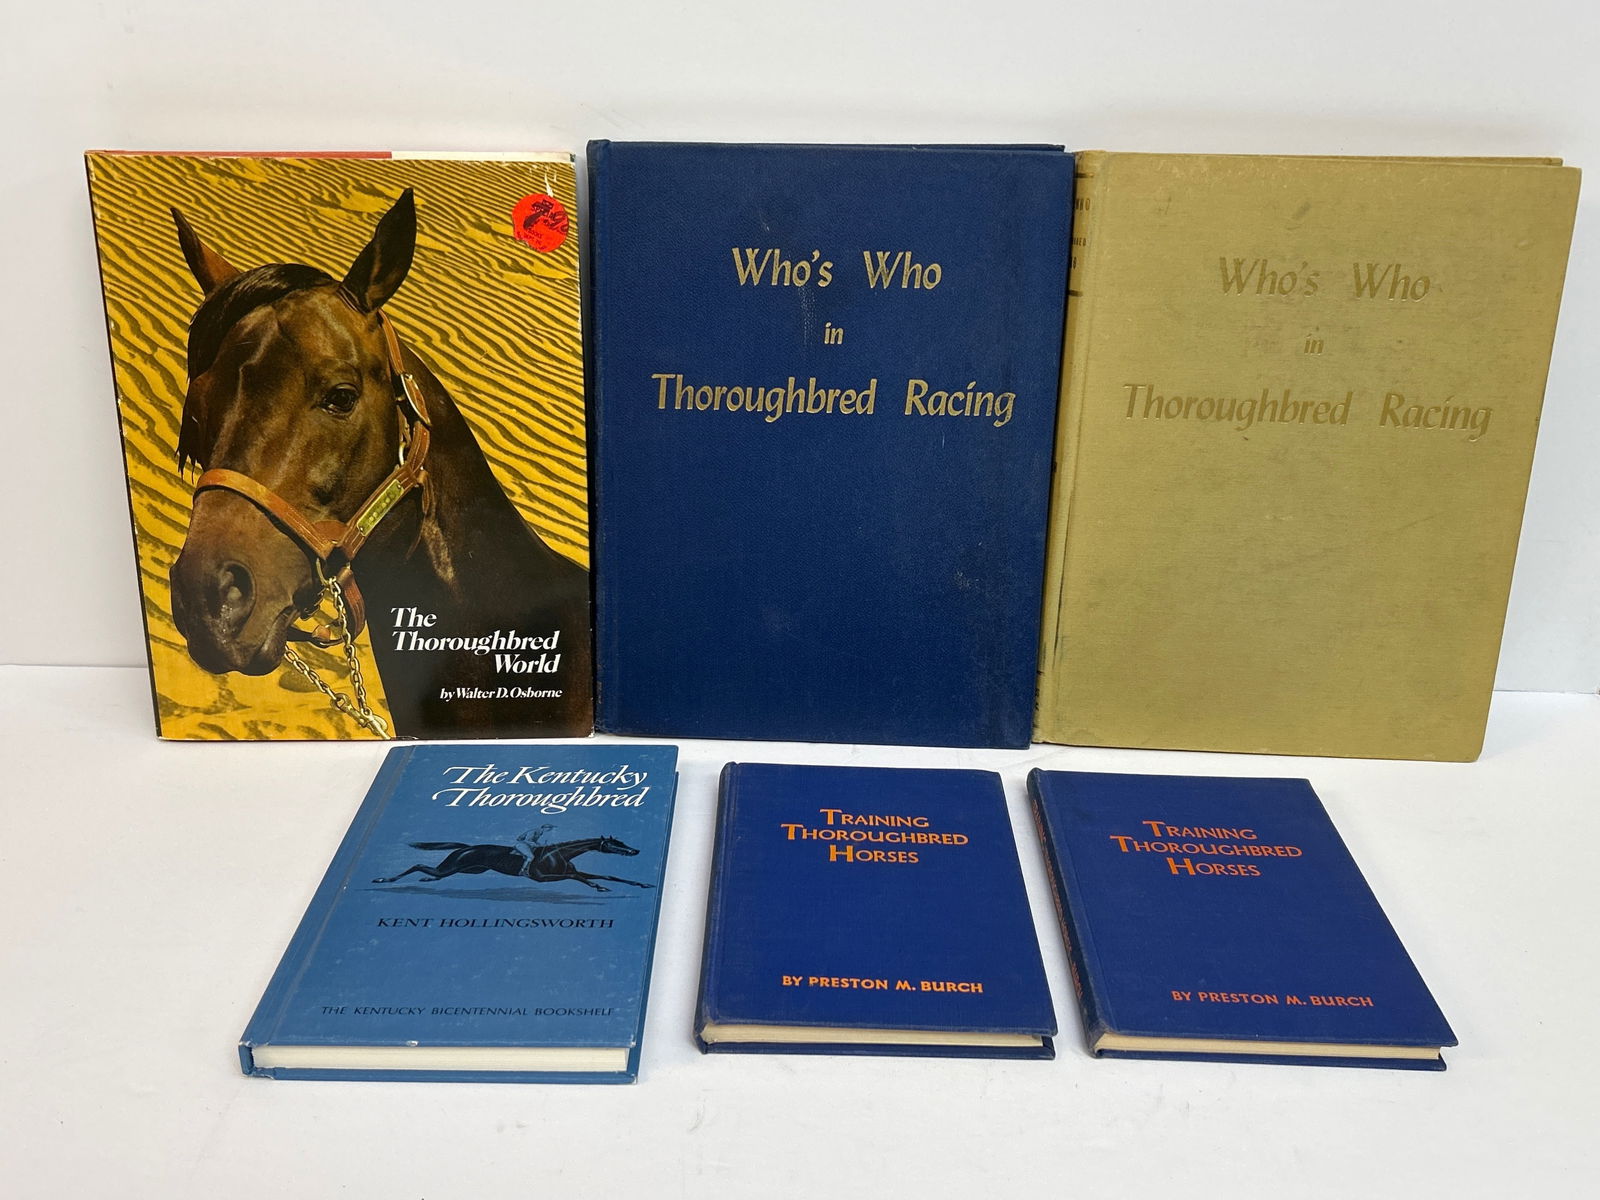 The
Thoroughbred
World
by Walter D. Osborne
Who's Who
in
Thoroughbred Racing
Who's Who
in
Thoroughbred Racing
The Kentucky
Thoroughbred
KENT HOLLINGSWORTH
THE KENTUCKY BICENTENNIAL BOOKSHELF
TRAINING
THOROUGHBRED
HORSES
BY PRESTON M. BURCH
TRAINING
THOROUGHBRED
HORSES
BY PRESTON M. BURCH